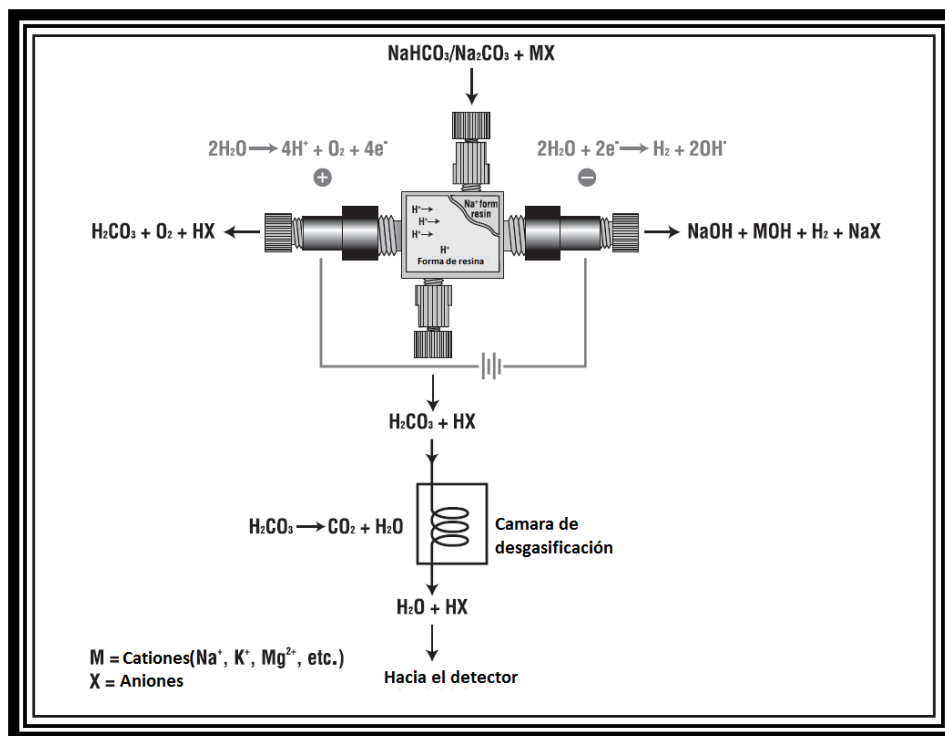 NaHCO₃/Na₂CO₃ + MX
2H₂O → 4H⁺ + O₂ + 4e⁻
2H₂O + 2e⁻ → H₂ + 2OH⁻
+
−
H⁺→
H⁺→
H⁺→
H⁺
Forma de resina
Na⁺ form
resin
H₂CO₃ + O₂ + HX
NaOH + MOH + H₂ + NaX
H₂CO₃ + HX
H₂CO₃ → CO₂ + H₂O
Camara de
desgasificación
H₂O + HX
M = Cationes(Na⁺, K⁺, Mg²⁺, etc.)
X = Aniones
Hacia el detector